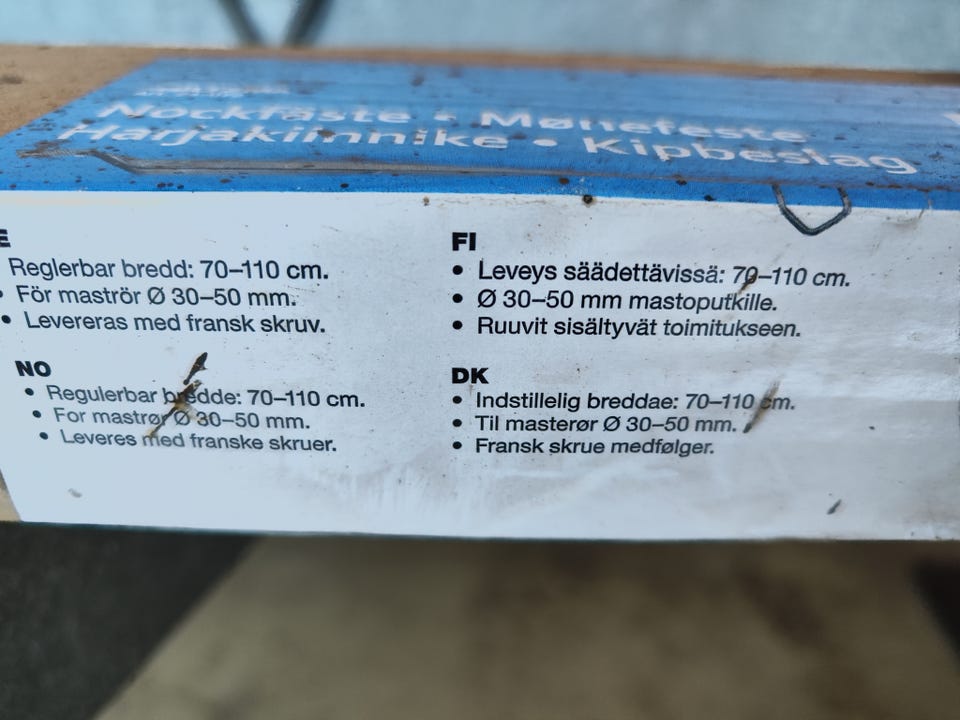 Nockfäste • Mønefeste
Harjakiinnike • Kipbeslag
E
Reglerbar bredd: 70–110 cm.
• För maströr Ø 30–50 mm.
• Levereras med fransk skruv.
NO
• Regulerbar bredde: 70–110 cm.
• For mastrør Ø 30–50 mm.
• Leveres med franske skruer.
FI
• Leveys säädettävissä: 70–110 cm.
• Ø 30–50 mm mastoputkille.
• Ruuvit sisältyvät toimitukseen.
DK
• Indstillelig breddae: 70–110 cm.
• Til masterør Ø 30–50 mm.
• Fransk skrue medfølger.